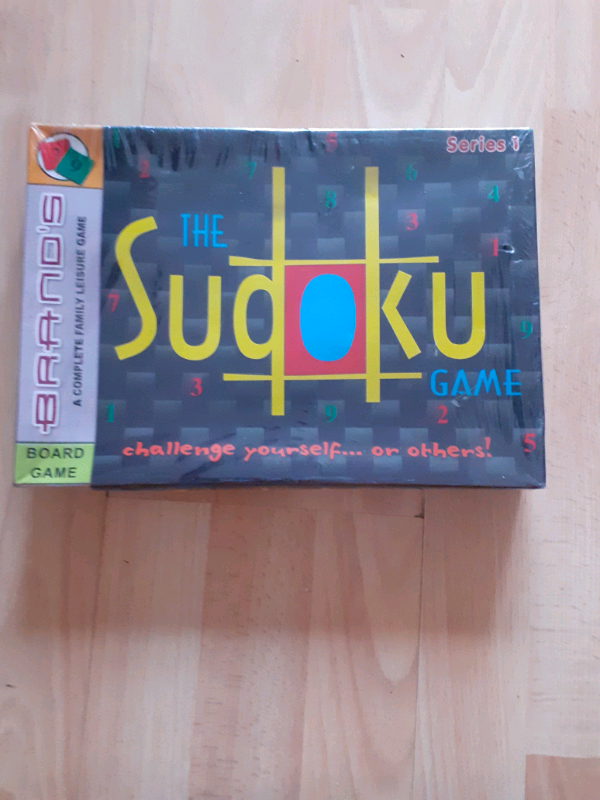 Series 1
THE
Sudoku
GAME
challenge yourself... or others!
BRAND'S
A COMPLETE FAMILY LEISURE GAME
BOARD
GAME